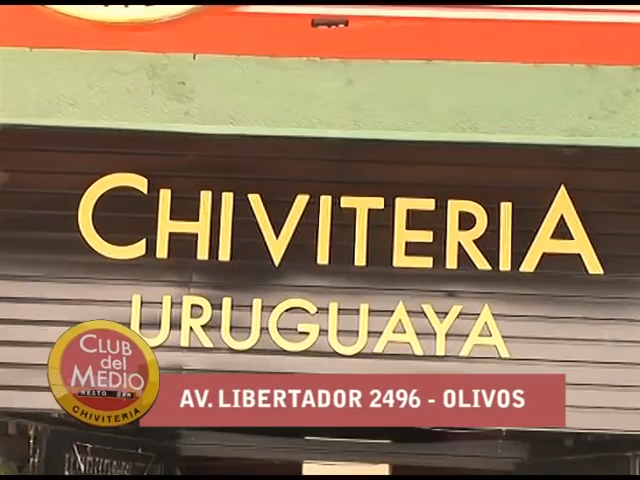 CHIVITERIA
URUGUAYA
CLUB
del
MEDIO
RESTO BAR
CHIVITERIA
AV. LIBERTADOR 2496 - OLIVOS